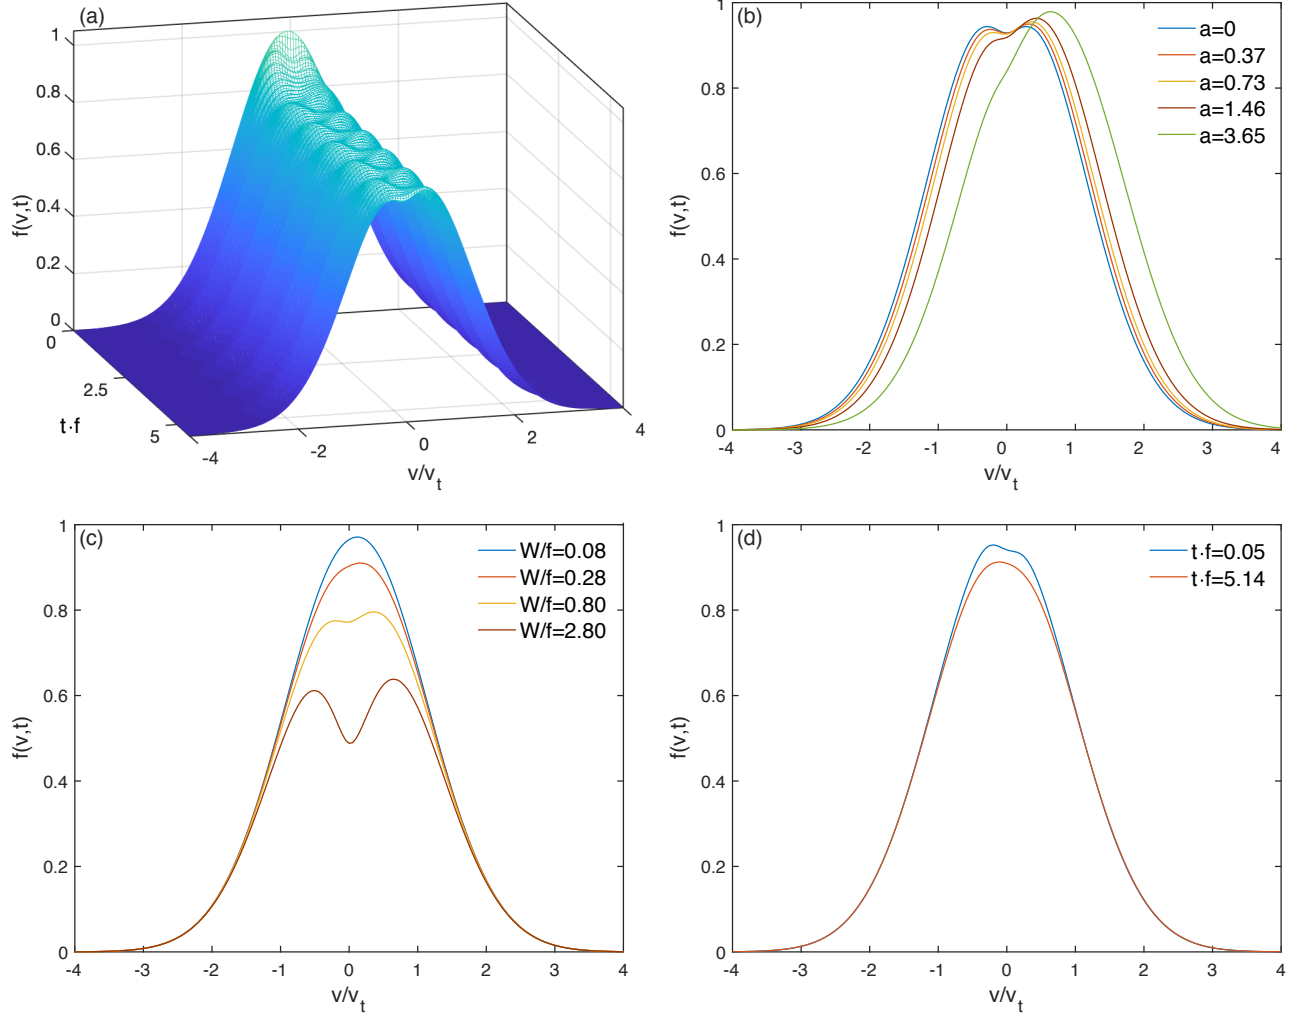 (a)
1
0.8
0.6
0.4
0.2
0
f(v,t)
0
2.5
5
t·f
-4
-2
0
2
4
v/vt
(b)
a=0
a=0.37
a=0.73
a=1.46
a=3.65
1
0.8
0.6
0.4
0.2
0
f(v,t)
-4 -3 -2 -1 0 1 2 3 4
v/vt
(c)
W/f=0.08
W/f=0.28
W/f=0.80
W/f=2.80
1
0.8
0.6
0.4
0.2
0
f(v,t)
-4 -3 -2 -1 0 1 2 3 4
v/vt
(d)
t·f=0.05
t·f=5.14
1
0.8
0.6
0.4
0.2
0
f(v,t)
-4 -3 -2 -1 0 1 2 3 4
v/vt